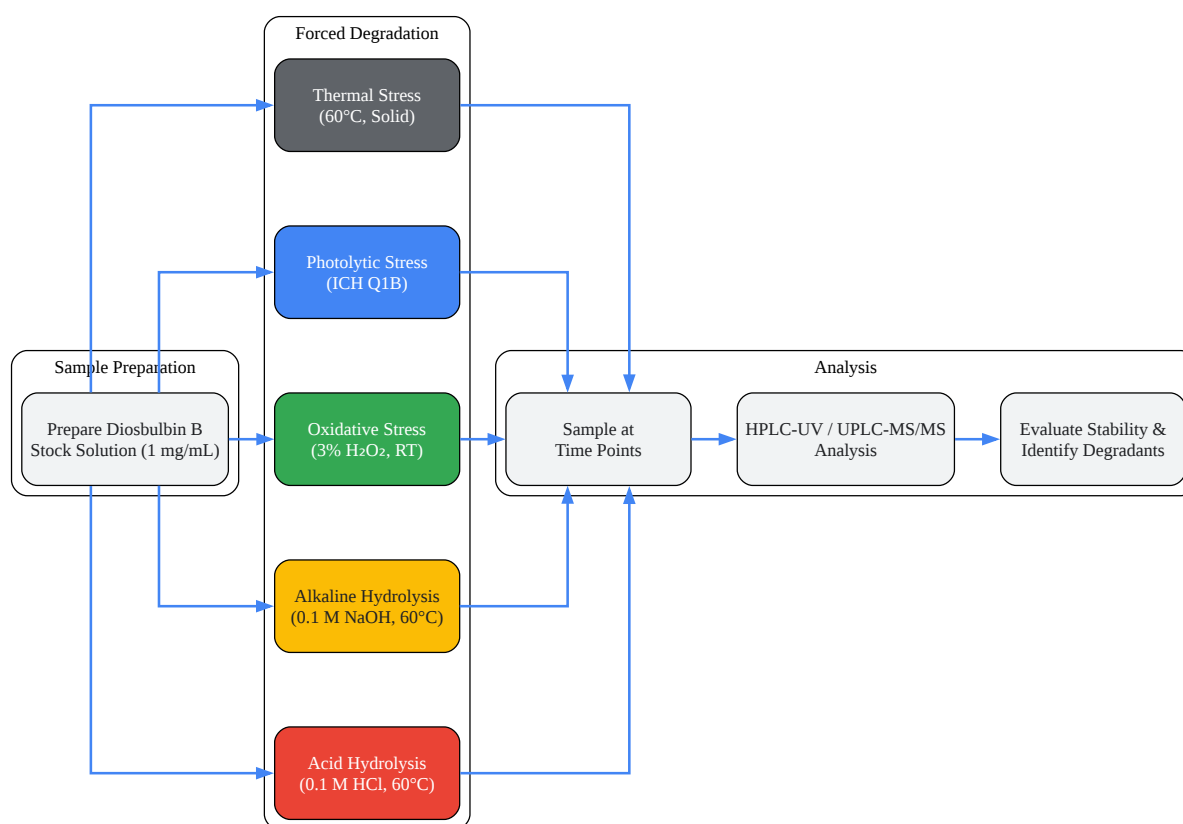 Forced Degradation
Thermal Stress
(60°C, Solid)
Photolytic Stress
(ICH Q1B)
Sample Preparation
Prepare Diosbulbin B
Stock Solution (1 mg/mL)
Oxidative Stress
(3% H₂O₂, RT)
Alkaline Hydrolysis
(0.1 M NaOH, 60°C)
Acid Hydrolysis
(0.1 M HCl, 60°C)
Analysis
Sample at
Time Points
HPLC-UV / UPLC-MS/MS
Analysis
Evaluate Stability &
Identify Degradants